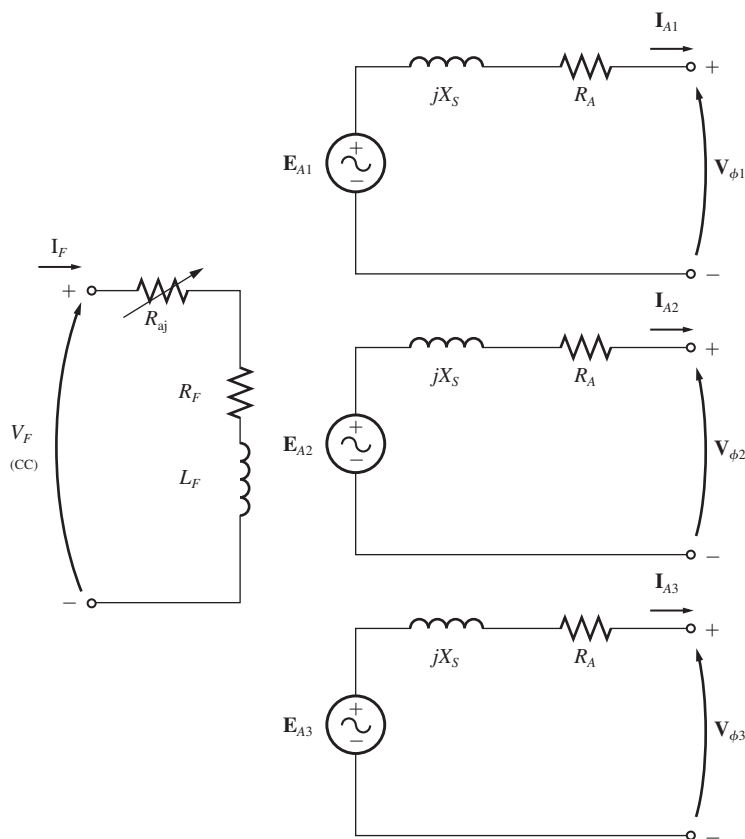 I_A1
+
jX_S
R_A
+
E_A1
−
V_ϕ1
−
I_F
+
R_aj
R_F
V_F
(CC)
L_F
−
I_A2
+
jX_S
R_A
+
E_A2
−
V_ϕ2
−
I_A3
+
jX_S
R_A
+
E_A3
−
V_ϕ3
−